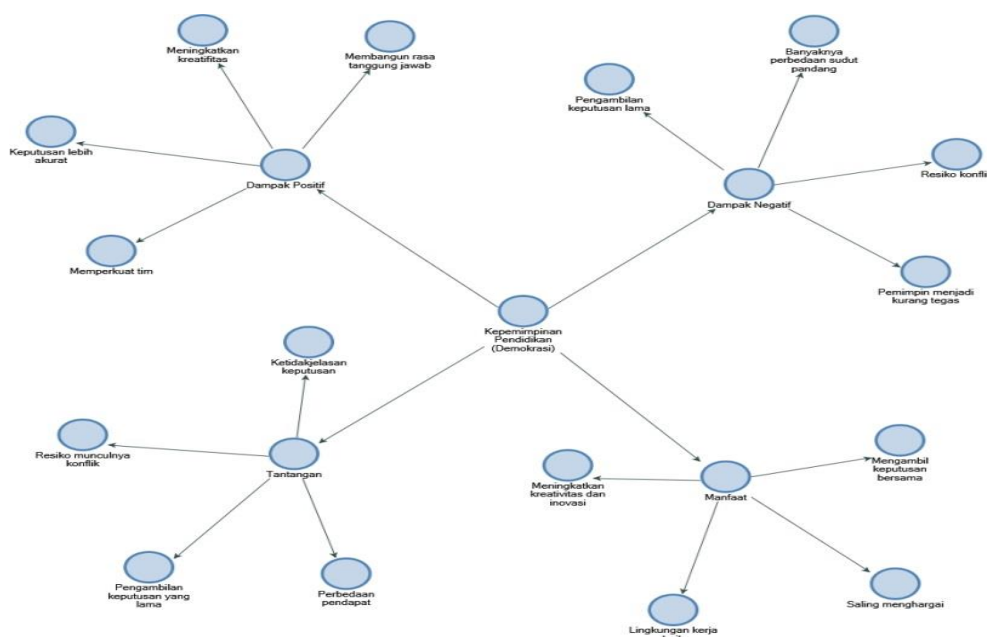 Meningkatkan
kreatifitas
Membangun rasa
tanggung jawab
Keputusan lebih
akurat
Dampak Positif
Memperkuat tim
Banyaknya
perbedaan sudut
pandang
Pengambilan
keputusan lama
Resiko konfli
Dampak Negatif
Pemimpin menjadi
kurang tegas
Kepemimpinan
Pendidikan
(Demokrasi)
Ketidakjelasan
keputusan
Resiko munculnya
konflik
Tantangan
Pengambilan
keputusan yang
lama
Perbedaan
pendapat
Mengambil
keputusan
bersama
Meningkatkan
kreativitas dan
inovasi
Manfaat
Saling menghargai
Lingkungan kerja